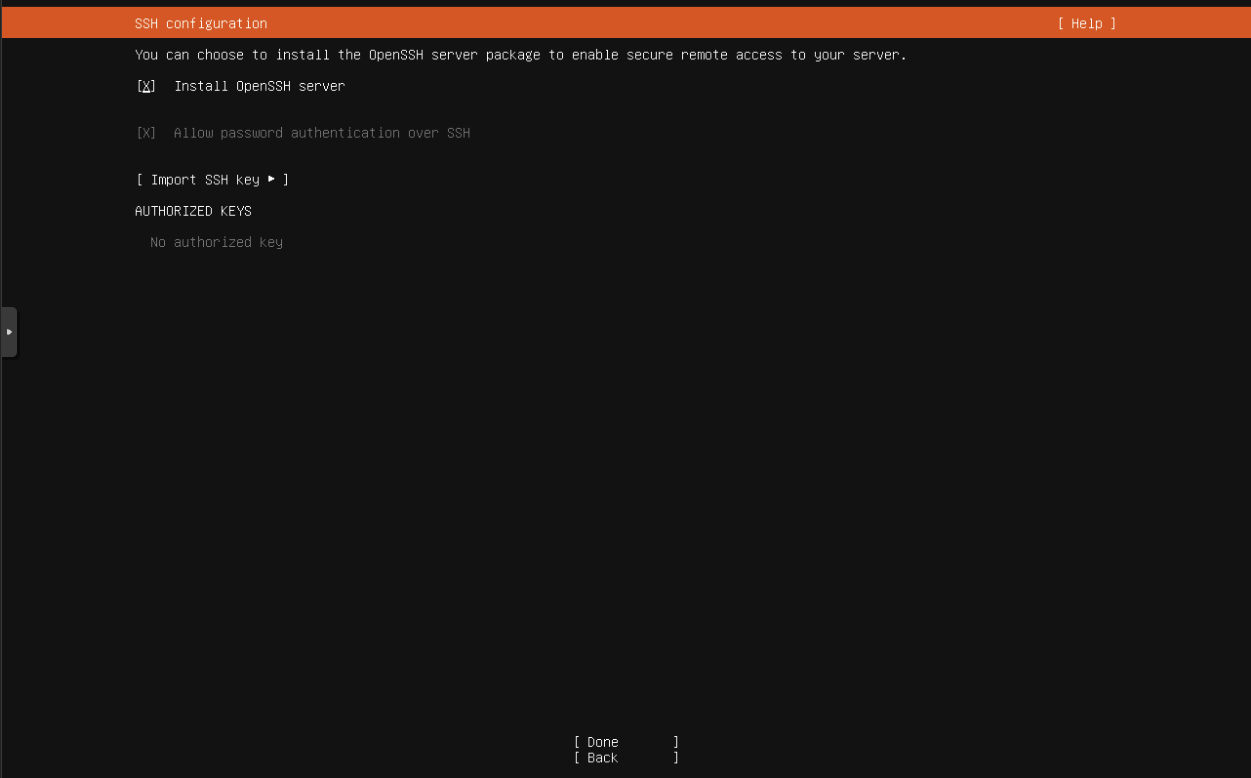 SSH configuration [ Help ]
You can choose to install the OpenSSH server package to enable secure remote access to your server.
[X] Install OpenSSH server
[X] Allow password authentication over SSH
[ Import SSH key ▸ ]
AUTHORIZED KEYS
No authorized key
[ Done ]
[ Back ]